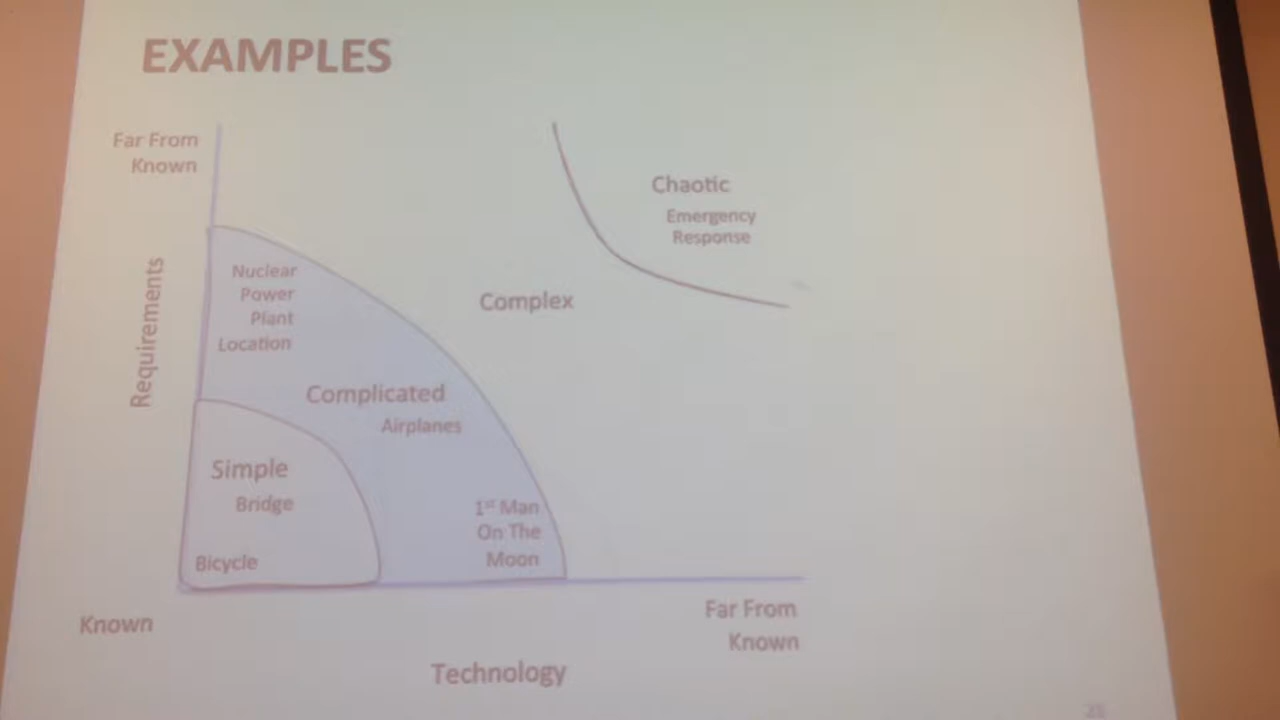 EXAMPLES
Far From
Known
Requirements
Chaotic
Emergency
Response
Nuclear
Power
Plant
Location
Complex
Complicated
Airplanes
Simple
Bridge
Bicycle
1st Man
On The
Moon
Known
Far From
Known
Technology